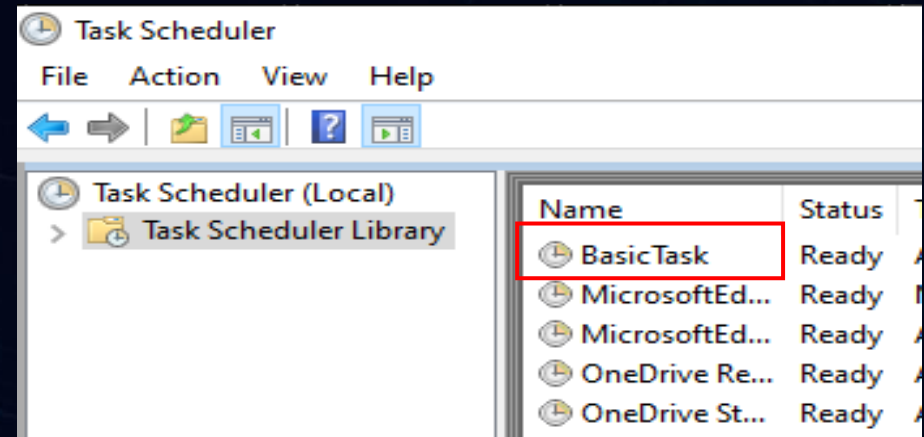 Task Scheduler
File Action View Help
Task Scheduler (Local)
Task Scheduler Library
Name Status
BasicTask Ready
MicrosoftEd... Ready
MicrosoftEd... Ready
OneDrive Re... Ready
OneDrive St... Ready